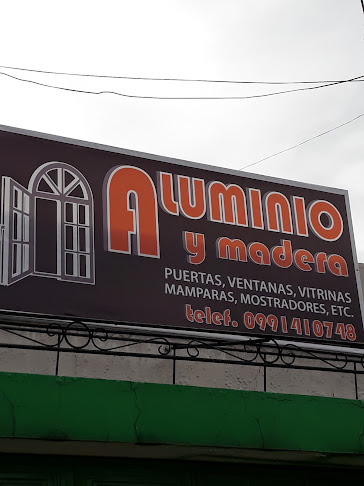 ALUMINIO
y madera
PUERTAS, VENTANAS, VITRINAS
MAMPARAS, MOSTRADORES, ETC.
telef. 0991410748